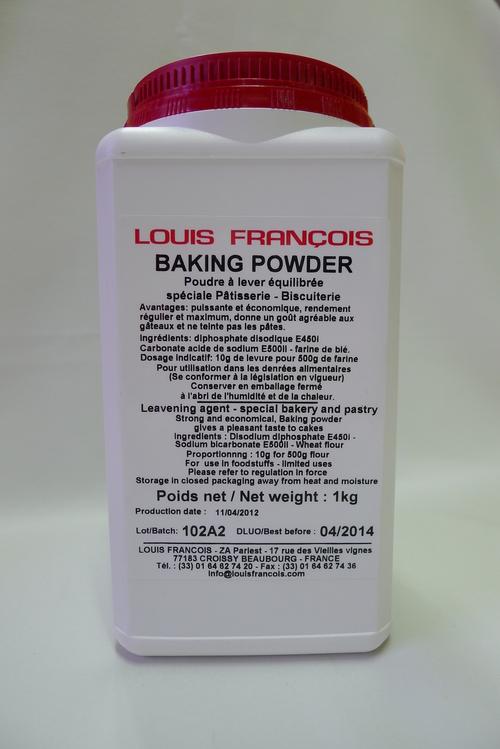 LOUIS FRANÇOIS
BAKING POWDER
Poudre à lever équilibrée
spéciale Pâtisserie - Biscuiterie
Avantages: puissante et économique, rendement
régulier et maximum, donne un goût agréable aux
gâteaux et ne teinte pas les pâtes.
Ingrédients: diphosphate disodique E450i
Carbonate acide de sodium E500ii - farine de blé.
Dosage indicatif: 10g de levure pour 500g de farine
Pour utilisation dans les denrées alimentaires
(Se conformer à la législation en vigueur)
Conserver en emballage fermé
à l'abri de l'humidité et de la chaleur.
Leavening agent - special bakery and pastry
Strong and economical, Baking powder
gives a pleasant taste to cakes
Ingredients : Disodium diphosphate E450i -
Sodium bicarbonate E500ii - Wheat flour
Proportionnng : 10g for 500g flour
For use in foodstuffs - limited uses
Please refer to regulation in force
Storage in closed packaging away from heat and moisture
Poids net / Net weight : 1kg
Production date : 11/04/2012
Lot/Batch: 102A2 DLUO/Best before : 04/2014
LOUIS FRANCOIS - ZA Pariest - 17 rue des Vieilles vignes
77183 CROISSY BEAUBOURG - FRANCE
Tél. : (33) 01 64 62 74 20 - Fax : (33) 01 64 62 74 36
Info@louisfrancois.com